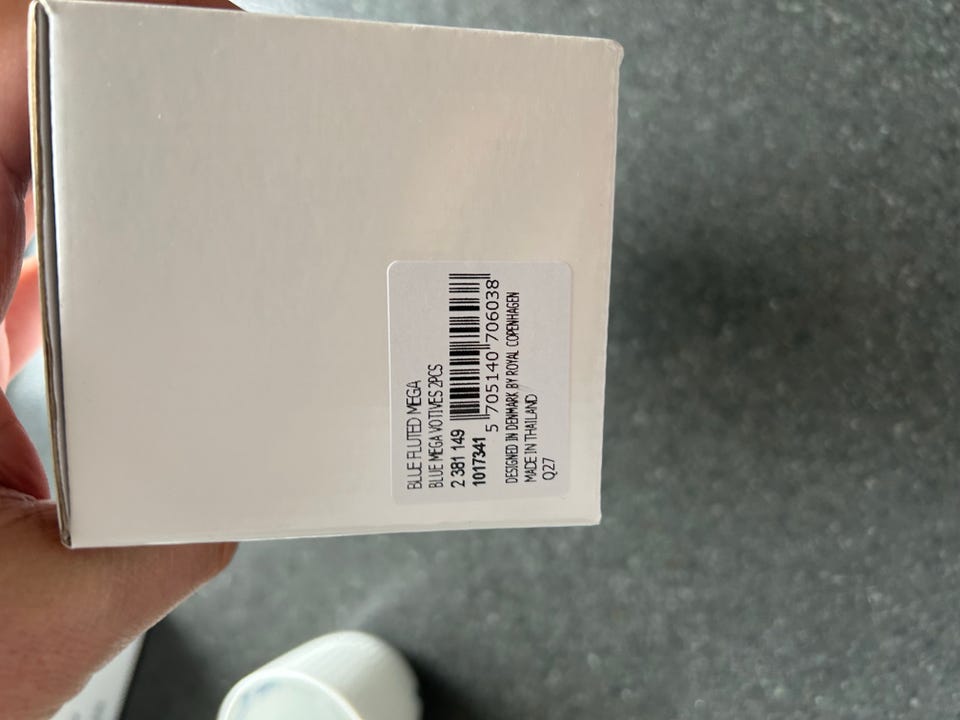 BLUE FLUTED MEGA
BLUE MEGA VOTIVES 2PCS
2 381 149
1017341
5 705140 706038
DESIGNED IN DENMARK BY ROYAL COPENHAGEN
MADE IN THAILAND
Q27